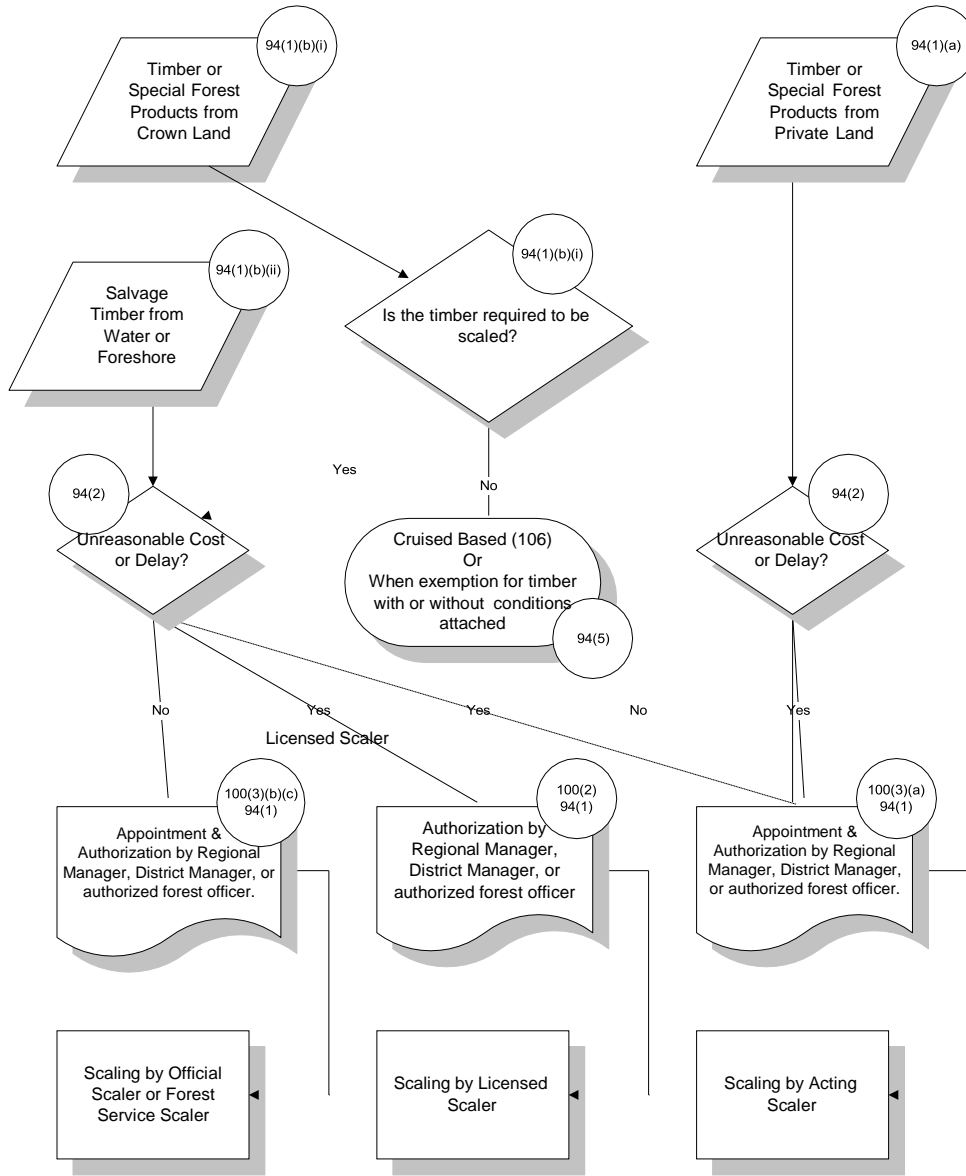 94(1)(b)(i)
Timber or
Special Forest
Products from
Crown Land
94(1)(a)
Timber or
Special Forest
Products from
Private Land
94(1)(b)(ii)
Salvage
Timber from
Water or
Foreshore
94(1)(b)(i)
Is the timber required to be
scaled?
Yes
No
94(2)
Unreasonable Cost
or Delay?
Cruised Based (106)
Or
When exemption for timber
with or without conditions
attached
94(5)
94(2)
Unreasonable Cost
or Delay?
No
Yes
Yes
No
Yes
Licensed Scaler
100(3)(b)(c)
94(1)
Appointment &
Authorization by Regional
Manager, District Manager, or
authorized forest officer.
100(2)
94(1)
Authorization by
Regional Manager,
District Manager,
or authorized forest officer
100(3)(a)
94(1)
Appointment &
Authorization by Regional
Manager, District Manager,
or authorized forest officer.
Scaling by Official
Scaler or Forest
Service Scaler
Scaling by Licensed
Scaler
Scaling by Acting
Scaler